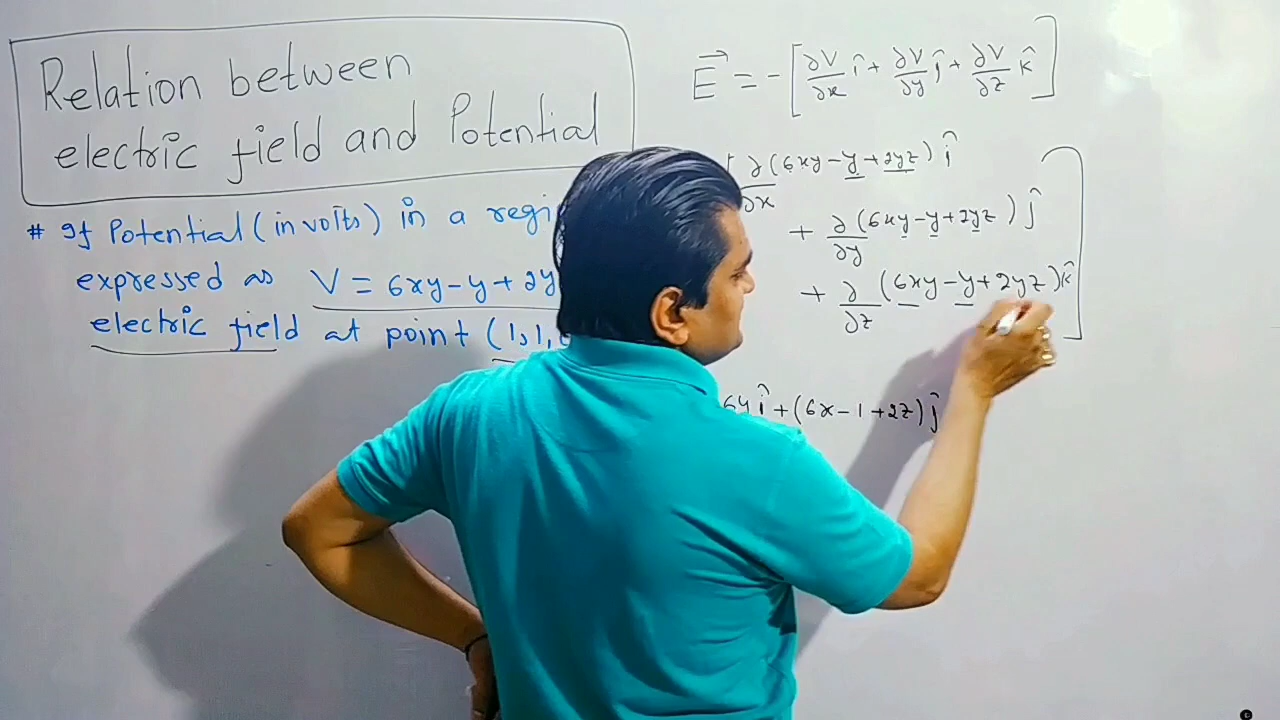 Relation between
electric field and Potential
# If Potential (in volts) in a
expressed as V = 6xy - y + 2y
electric field at point (1, 1,
E⃗ = - [ ∂V/∂x î + ∂V/∂y ĵ + ∂V/∂z k̂ ]
∂/∂x (6xy - y + 2yz) î
+ ∂/∂y (6xy - y + 2yz) ĵ
+ ∂/∂z (6xy - y + 2yz) k̂ ]
6y î + (6x - 1 + 2z) ĵ